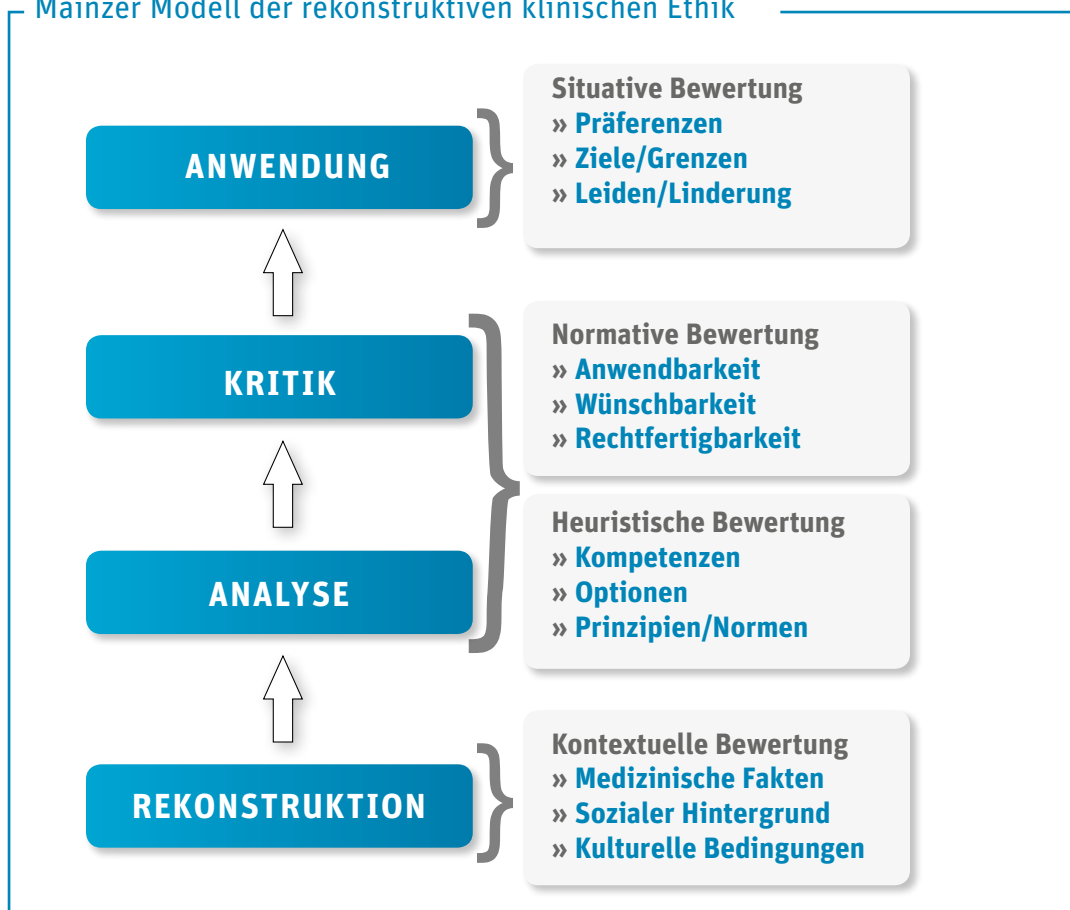 Mainzer Modell der rekonstruktiven klinischen Ethik
ANWENDUNG
Situative Bewertung
» Präferenzen
» Ziele/Grenzen
» Leiden/Linderung
KRITIK
Normative Bewertung
» Anwendbarkeit
» Wünschbarkeit
» Rechtfertigbarkeit
ANALYSE
Heuristische Bewertung
» Kompetenzen
» Optionen
» Prinzipien/Normen
REKONSTRUKTION
Kontextuelle Bewertung
» Medizinische Fakten
» Sozialer Hintergrund
» Kulturelle Bedingungen